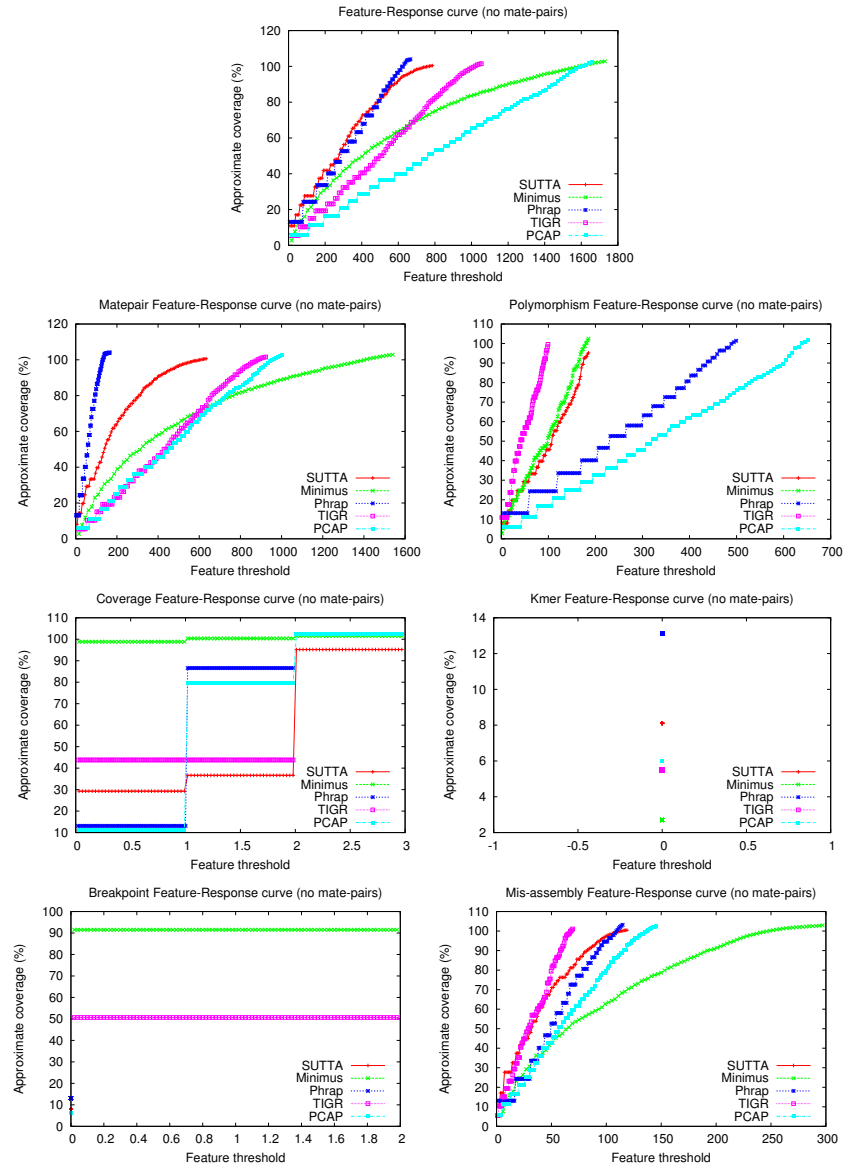 Feature-Response curve (no mate-pairs)
Approximate coverage (%)
120
100
80
60
40
20
0
0 200 400 600 800 1000 1200 1400 1600 1800
Feature threshold
SUTTA
Minimus
Phrap
TIGR
PCAP
Matepair Feature-Response curve (no mate-pairs)
Approximate coverage (%)
120
100
80
60
40
20
0
0 200 400 600 800 1000 1200 1400 1600
Feature threshold
SUTTA
Minimus
Phrap
TIGR
PCAP
Polymorphism Feature-Response curve (no mate-pairs)
Approximate coverage (%)
110
100
90
80
70
60
50
40
30
20
10
0
0 100 200 300 400 500 600 700
Feature threshold
SUTTA
Minimus
Phrap
TIGR
PCAP
Coverage Feature-Response curve (no mate-pairs)
Approximate coverage (%)
110
100
90
80
70
60
50
40
30
20
10
0 0.5 1 1.5 2 2.5 3
Feature threshold
SUTTA
Minimus
Phrap
TIGR
PCAP
Kmer Feature-Response curve (no mate-pairs)
Approximate coverage (%)
14
12
10
8
6
4
2
-1 -0.5 0 0.5 1
Feature threshold
SUTTA
Minimus
Phrap
TIGR
PCAP
Breakpoint Feature-Response curve (no mate-pairs)
Approximate coverage (%)
100
90
80
70
60
50
40
30
20
10
0
0 0.2 0.4 0.6 0.8 1 1.2 1.4 1.6 1.8 2
Feature threshold
SUTTA
Minimus
Phrap
TIGR
PCAP
Mis-assembly Feature-Response curve (no mate-pairs)
Approximate coverage (%)
110
100
90
80
70
60
50
40
30
20
10
0
50 100 150 200 250 300
Feature threshold
SUTTA
Minimus
Phrap
TIGR
PCAP